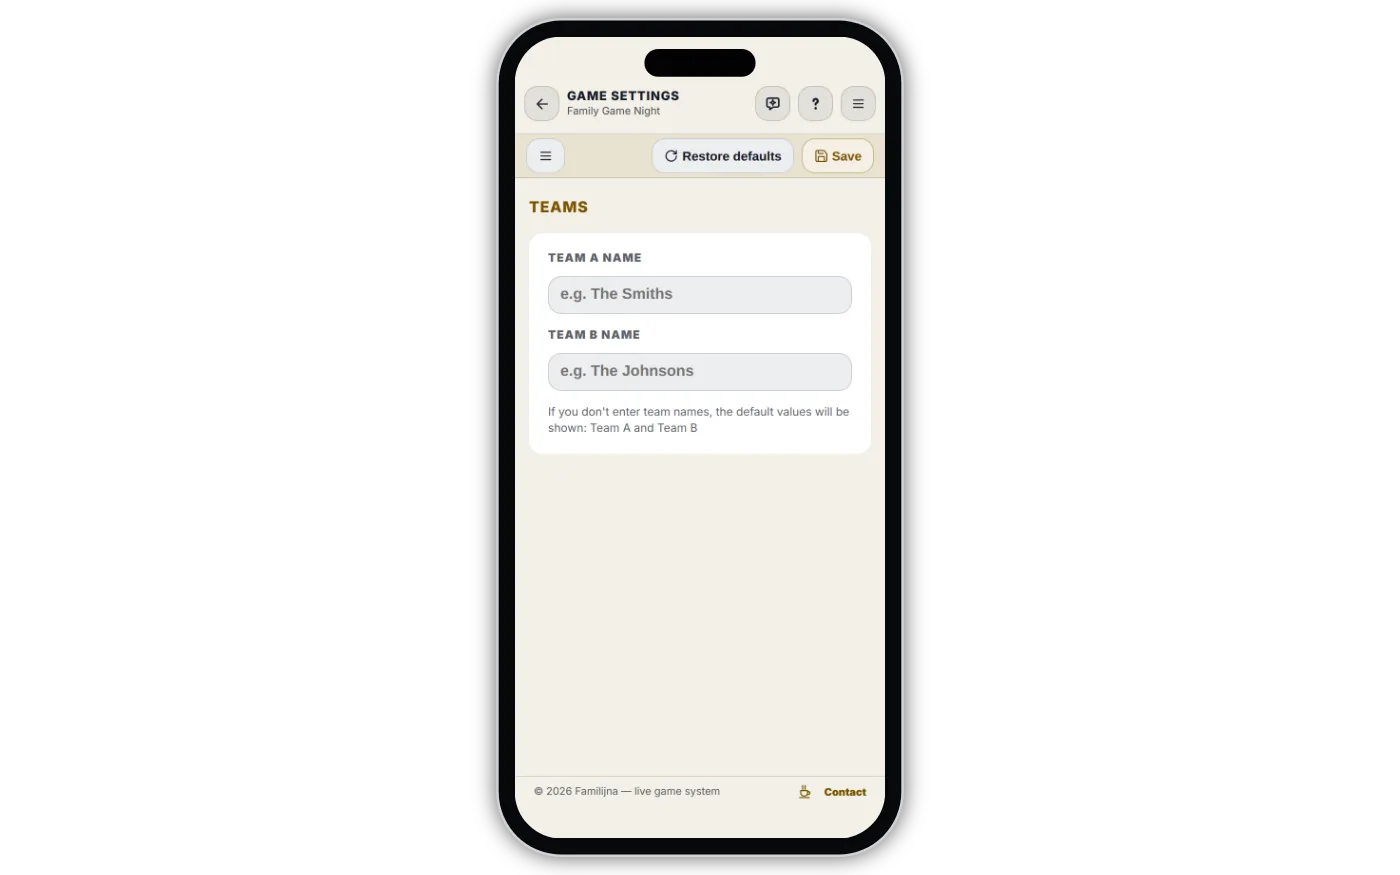 GAME SETTINGS
Family Game Night
?
Restore defaults
Save
TEAMS
TEAM A NAME
e.g. The Smiths
TEAM B NAME
e.g. The Johnsons
If you don't enter team names, the default values will be
shown: Team A and Team B
© 2026 Familijna — live game system
Contact